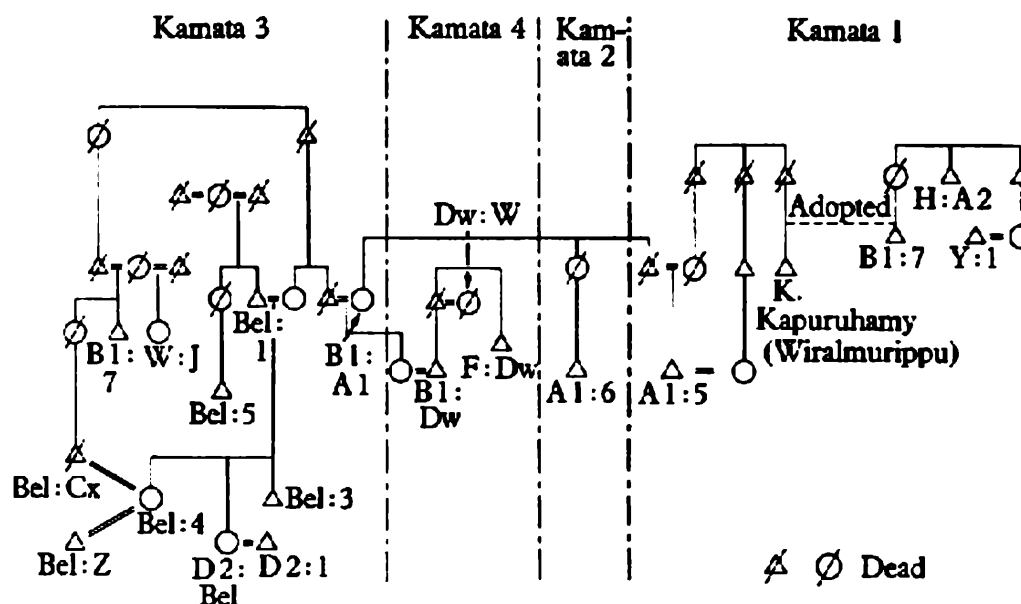 Kamata 3
Kamata 4
Kam-
ata 2
Kamata 1
Dw:W
Adopted
H:A2
B1:7
Y:1
K.
Kapuruhamy
(Wiralmurippu)
B1:
7
W:J
Bel:
1
B1:
A1
F:Dw
B1:
Dw
A1:6
A1:5
Bel:5
Bel:Cx
Bel:4
Bel:3
Bel:Z
D2:
Bel
D2:1
Dead